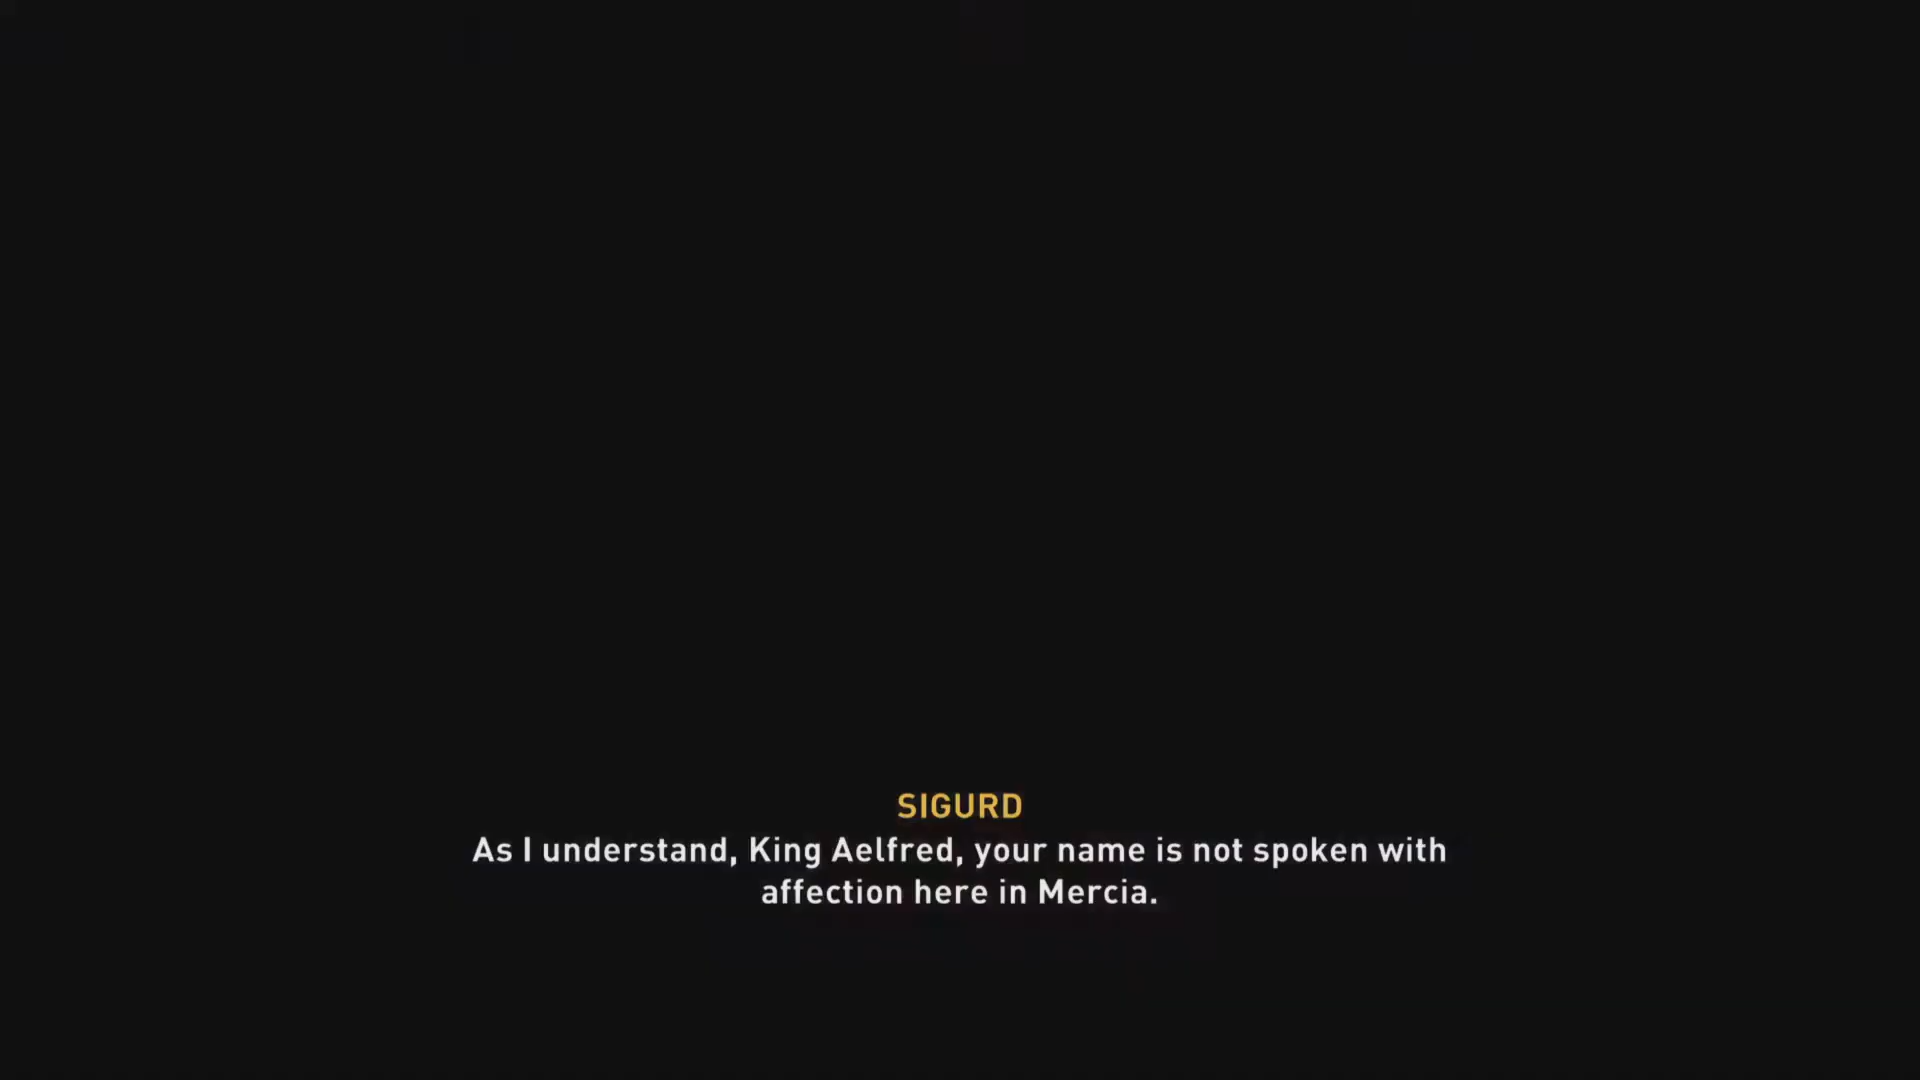 SIGURD
As I understand, King Aelfred, your name is not spoken with
affection here in Mercia.